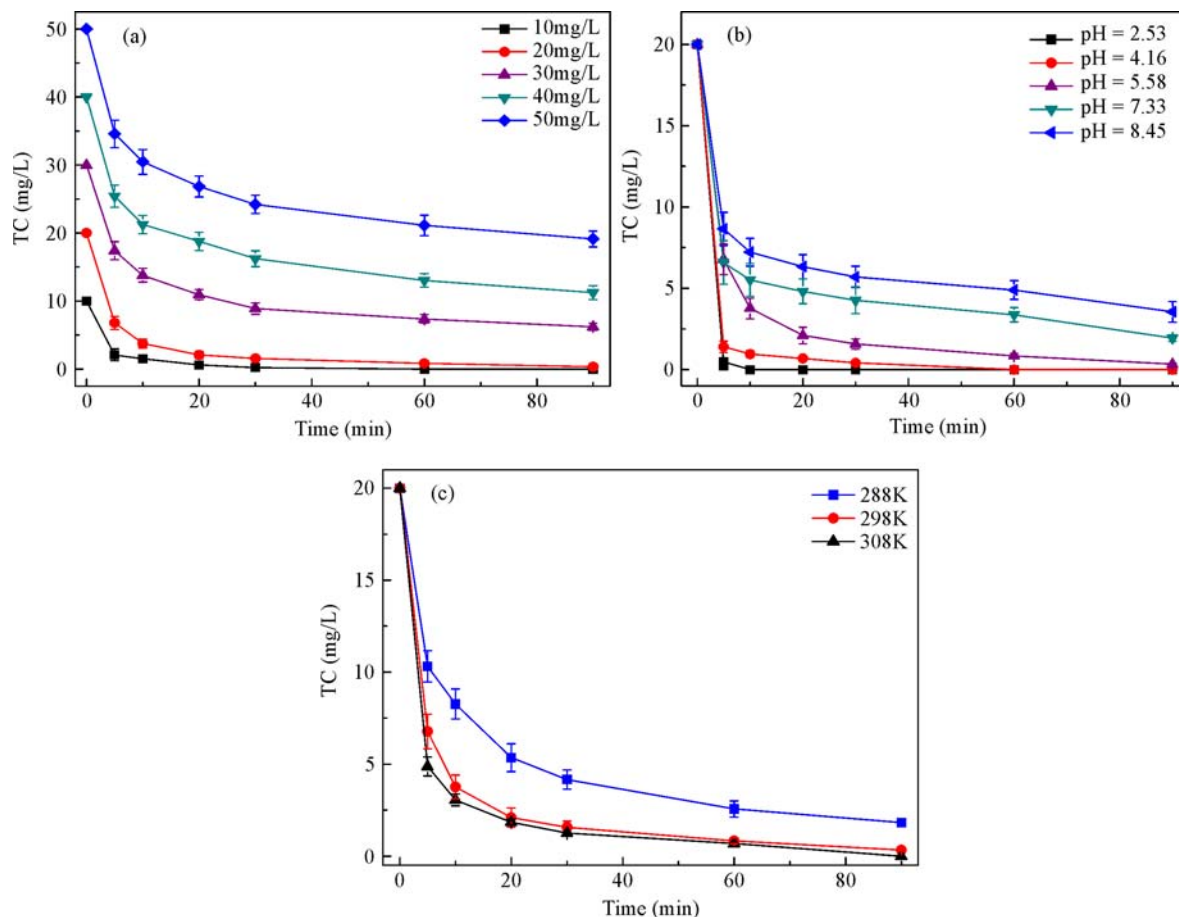 (a)
10mg/L
20mg/L
30mg/L
40mg/L
50mg/L
50
40
30
20
10
0
TC (mg/L)
0 20 40 60 80
Time (min)
(b)
pH = 2.53
pH = 4.16
pH = 5.58
pH = 7.33
pH = 8.45
20
15
10
5
0
TC (mg/L)
0 20 40 60 80
Time (min)
(c)
288K
298K
308K
20
15
10
5
0
TC (mg/L)
0 20 40 60 80
Time (min)